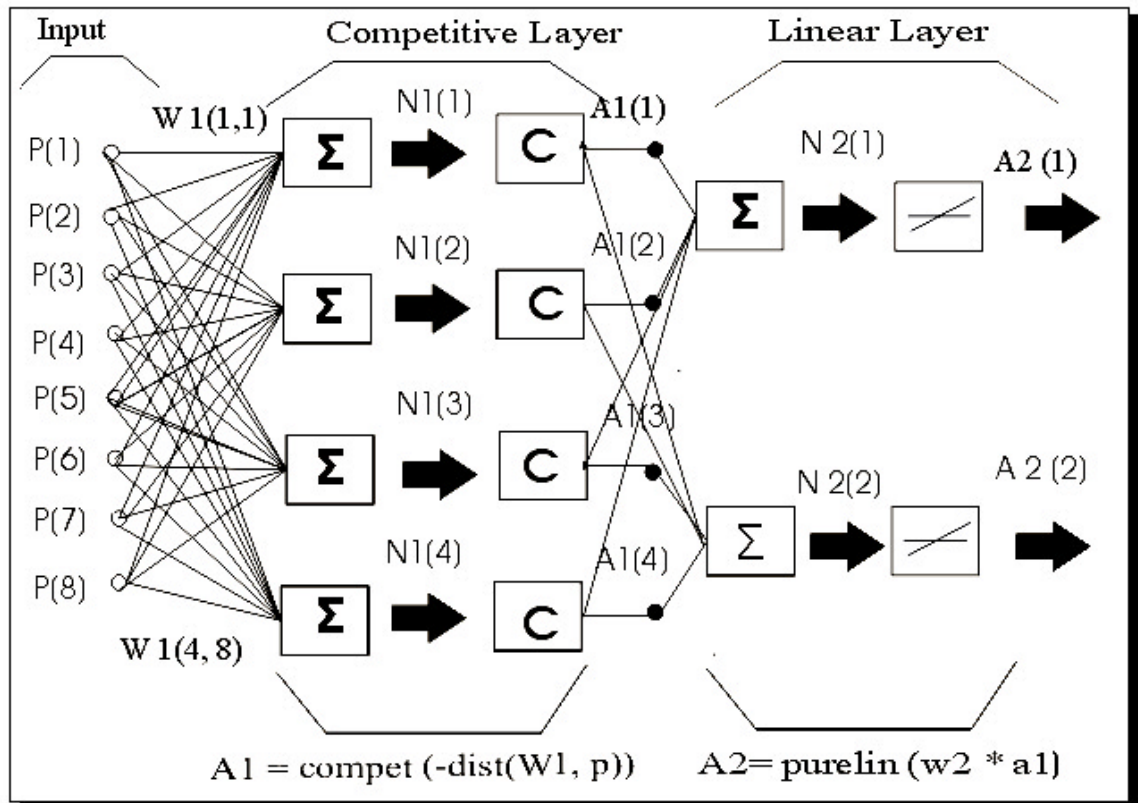 Input
Competitive Layer
Linear Layer
W 1(1,1)
N1(1)
A1(1)
P(1)
Σ
C
N 2(1)
A2 (1)
P(2)
Σ
N1(2)
A1(2)
P(3)
Σ
C
P(4)
P(5)
N1(3)
A1(3)
P(6)
Σ
C
N 2(2)
A 2 (2)
P(7)
Σ
N1(4)
A1(4)
P(8)
Σ
C
W 1(4, 8)
A1 = compet (-dist(W1, p))
A2= purelin (w2 * a1)